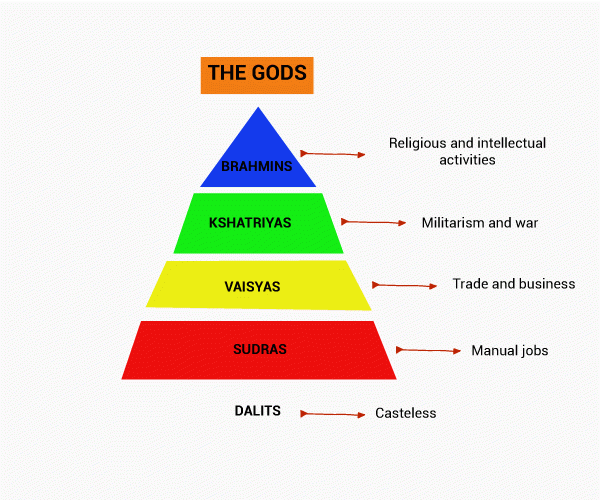 THE GODS
BRAHMINS
Religious and intellectual
activities
KSHATRIYAS
Militarism and war
VAISYAS
Trade and business
SUDRAS
Manual jobs
DALITS
Casteless